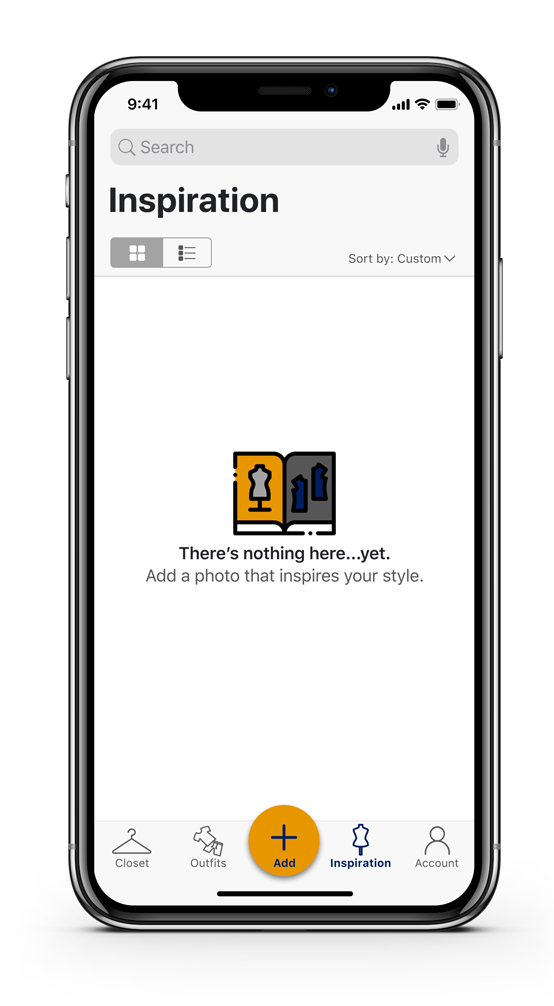 9:41
Search
Inspiration
Sort by: Custom
There’s nothing here...yet.
Add a photo that inspires your style.
Closet
Outfits
Add
Inspiration
Account